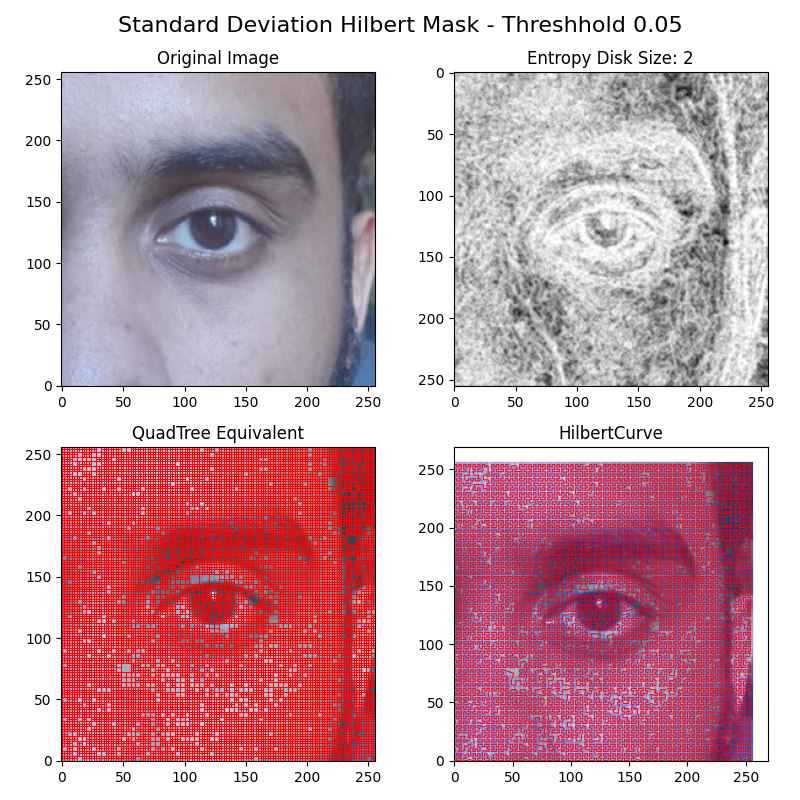 Standard Deviation Hilbert Mask - Threshhold 0.05
Original Image
250
200
150
100
50
0
0 50 100 150 200 250
Entropy Disk Size: 2
0
50
100
150
200
250
0 50 100 150 200 250
QuadTree Equivalent
250
200
150
100
50
0
0 50 100 150 200 250
HilbertCurve
250
200
150
100
50
0
0 50 100 150 200 250